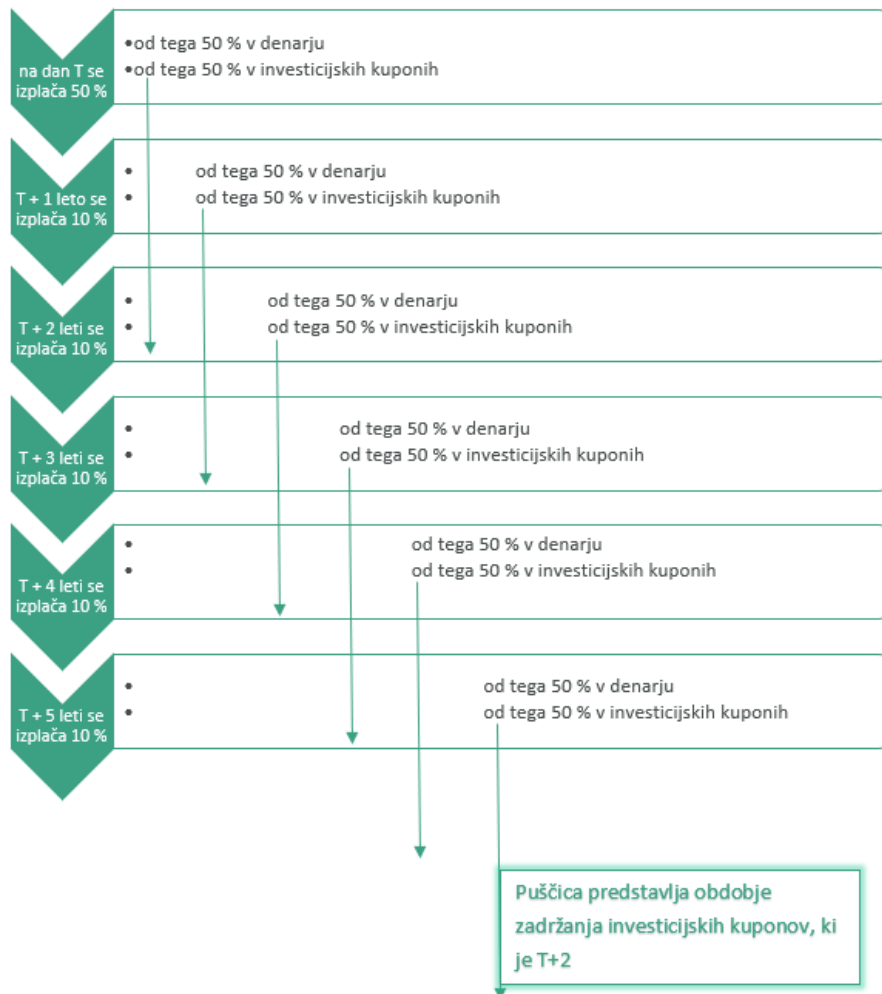 na dan T se
izplača 50 %
•od tega 50 % v denarju
•od tega 50 % v investicijskih kuponih
T + 1 leto se
izplača 10 %
• od tega 50 % v denarju
• od tega 50 % v investicijskih kuponih
T + 2 leti se
izplača 10 %
• od tega 50 % v denarju
• od tega 50 % v investicijskih kuponih
T + 3 leti se
izplača 10 %
• od tega 50 % v denarju
• od tega 50 % v investicijskih kuponih
T + 4 leti se
izplača 10 %
• od tega 50 % v denarju
• od tega 50 % v investicijskih kuponih
T + 5 leti se
izplača 10 %
• od tega 50 % v denarju
• od tega 50 % v investicijskih kuponih
Puščica predstavlja obdobje
zadržanja investicijskih kuponov, ki
je T+2